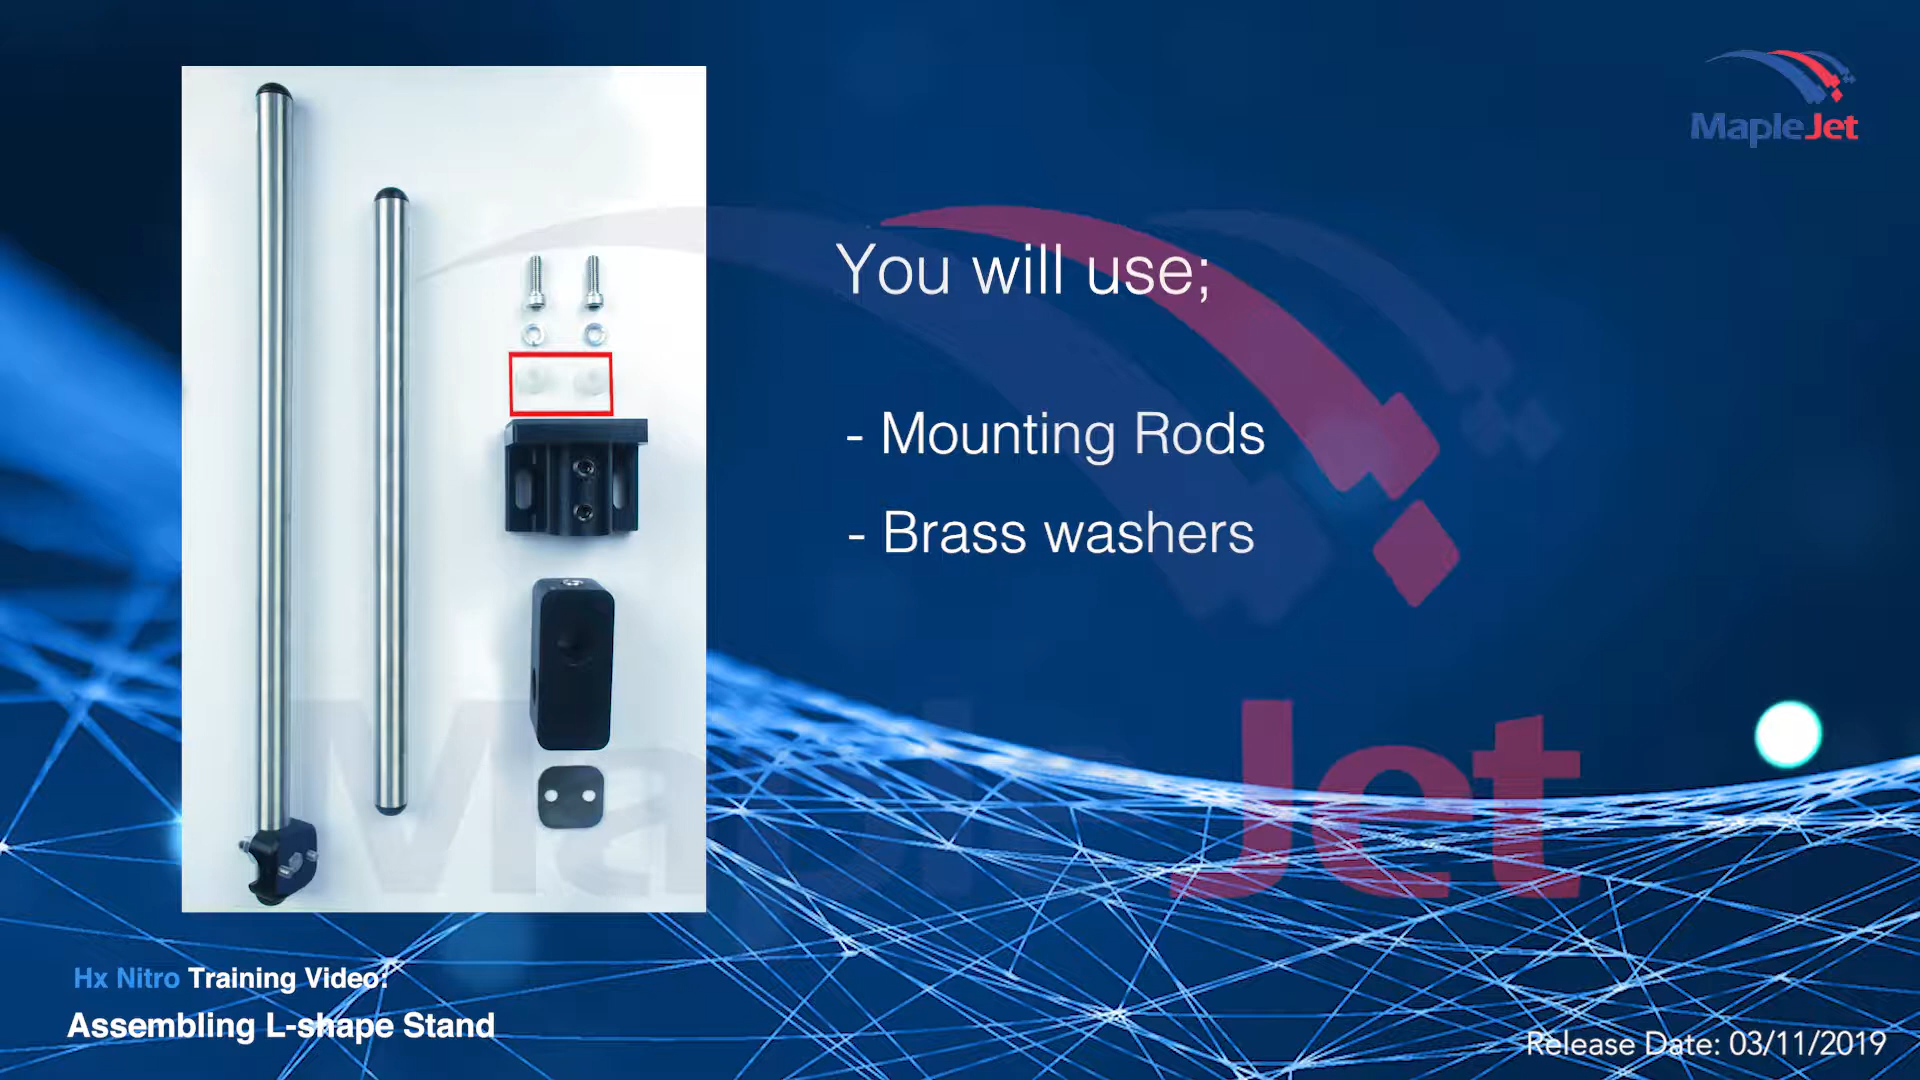 MapleJet
You will use;
- Mounting Rods
- Brass washers
MapleJet
Hx Nitro Training Video:
Assembling L-shape Stand
Release Date: 03/11/2019